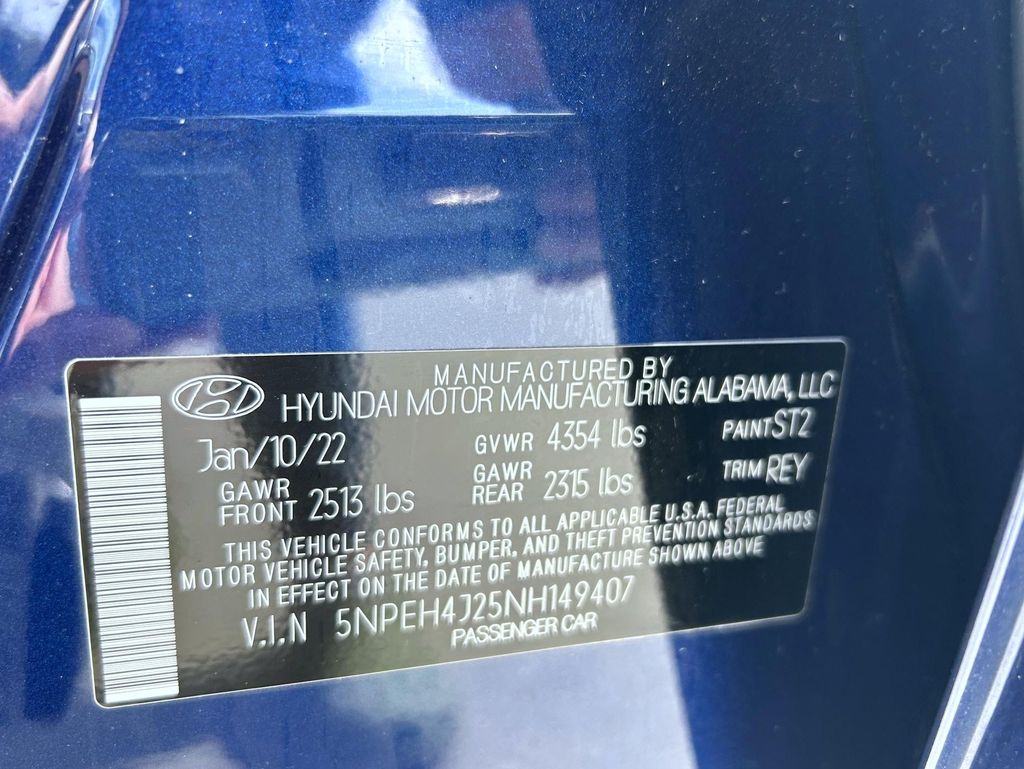 MANUFACTURED BY
HYUNDAI MOTOR MANUFACTURING ALABAMA, LLC
Jan/10/22 GVWR 4354 lbs PAINT ST2
GAWR FRONT 2513 lbs GAWR REAR 2315 lbs TRIM REY
THIS VEHICLE CONFORMS TO ALL APPLICABLE U.S.A. FEDERAL
MOTOR VEHICLE SAFETY, BUMPER, AND THEFT PREVENTION STANDARDS
IN EFFECT ON THE DATE OF MANUFACTURE SHOWN ABOVE
V.I.N 5NPEH4J25NH149407
PASSENGER CAR